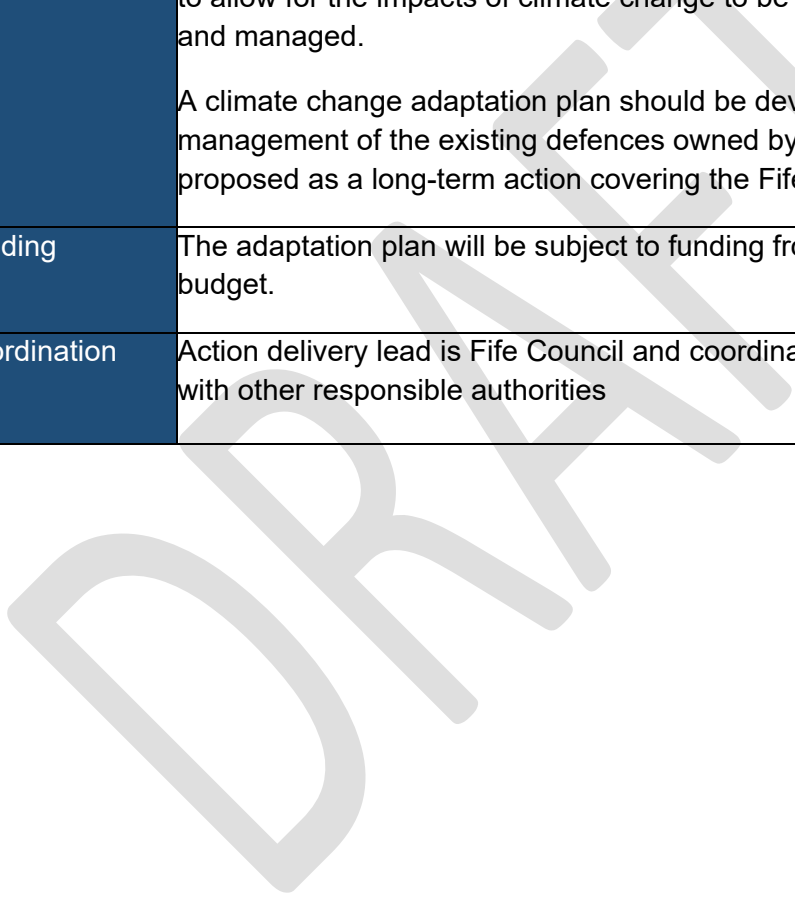 to allow for the impacts of climate change to be
and managed.
A climate change adaptation plan should be dev
management of the existing defences owned by
proposed as a long-term action covering the Fife
ding
The adaptation plan will be subject to funding fro
budget.
ordination
Action delivery lead is Fife Council and coordina
with other responsible authorities
DRAFT